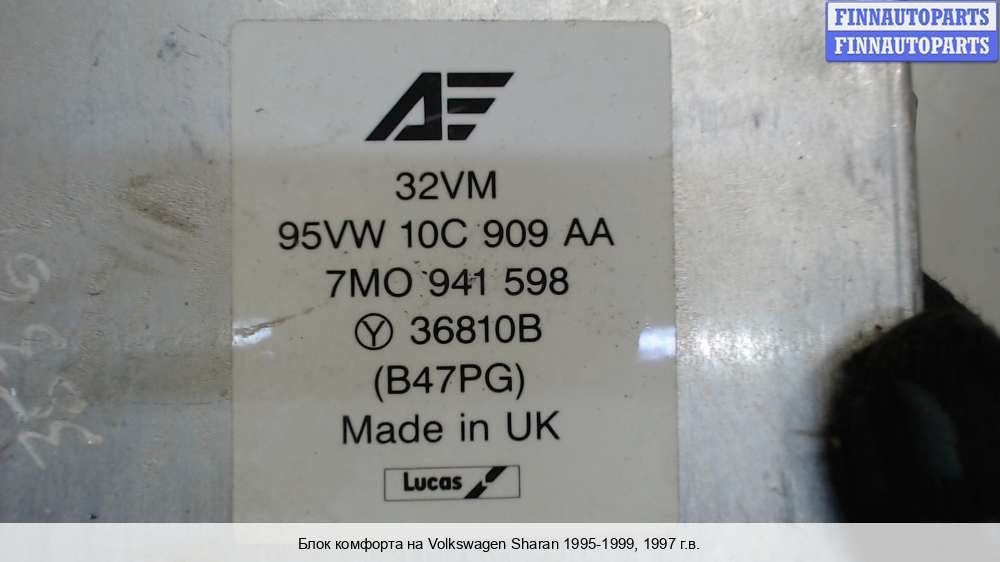 FINNAUTOPARTS
FINNAUTOPARTS
32VM
95VW 10C 909 AA
7MO 941 598
Y 36810B
(B47PG)
Made in UK
Lucas
Блок комфорта на Volkswagen Sharan 1995-1999, 1997 г.в.